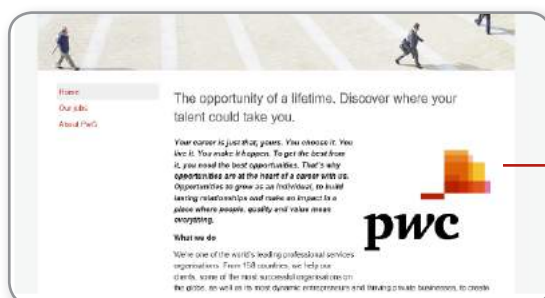 Home
Our jobs
About PwC
The opportunity of a lifetime. Discover where your
talent could take you.
Your career is just that, yours. You choose it. You
live it. You make it happen. To get the best from
it, you need the best opportunities. That's why
opportunities are at the heart of a career with us.
Opportunities to grow as an individual, to build
lasting relationships and make an impact in a
place where people, quality and value mean
everything.
What we do
We're one of the world's leading professional services
organisations. From 158 countries, we help our
clients, some of the most successful organisations on
the globe, as well as its most dynamic entrepreneurs and thriving private businesses, to create
pwc